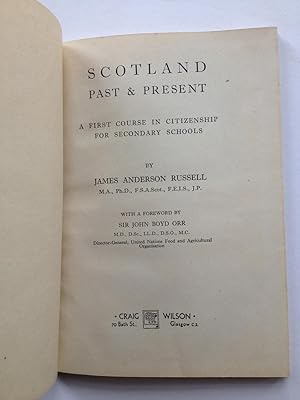 SCOTLAND
PAST & PRESENT
A FIRST COURSE IN CITIZENSHIP
FOR SECONDARY SCHOOLS
BY
JAMES ANDERSON RUSSELL
M.A., Ph.D., F.S.A.Scot., F.E.I.S., J.P.
WITH A FOREWORD BY
SIR JOHN BOYD ORR
M.D., D.Sc., LL.D., D.S.O., M.C.
Director-General, United Nations Food and Agricultural
Organisation
· CRAIG WILSON ·
70 Bath St., Glasgow C.2.